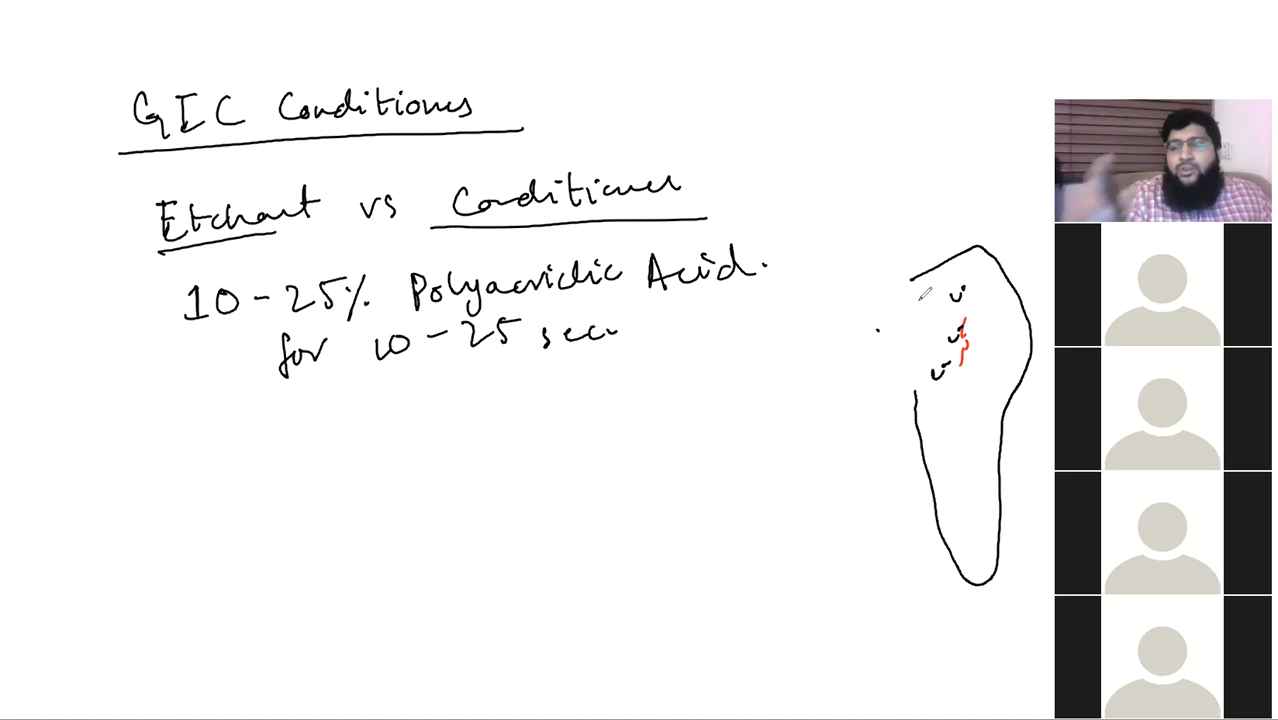 GIC Conditioners
Etchant vs Conditioner
10-25% Polyacrylic Acid.
for 10-25 sec